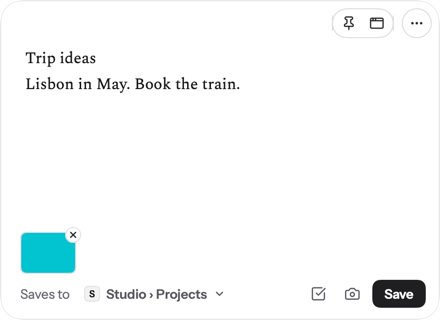 Trip ideas
Lisbon in May. Book the train.
Saves to S Studio › Projects
Save